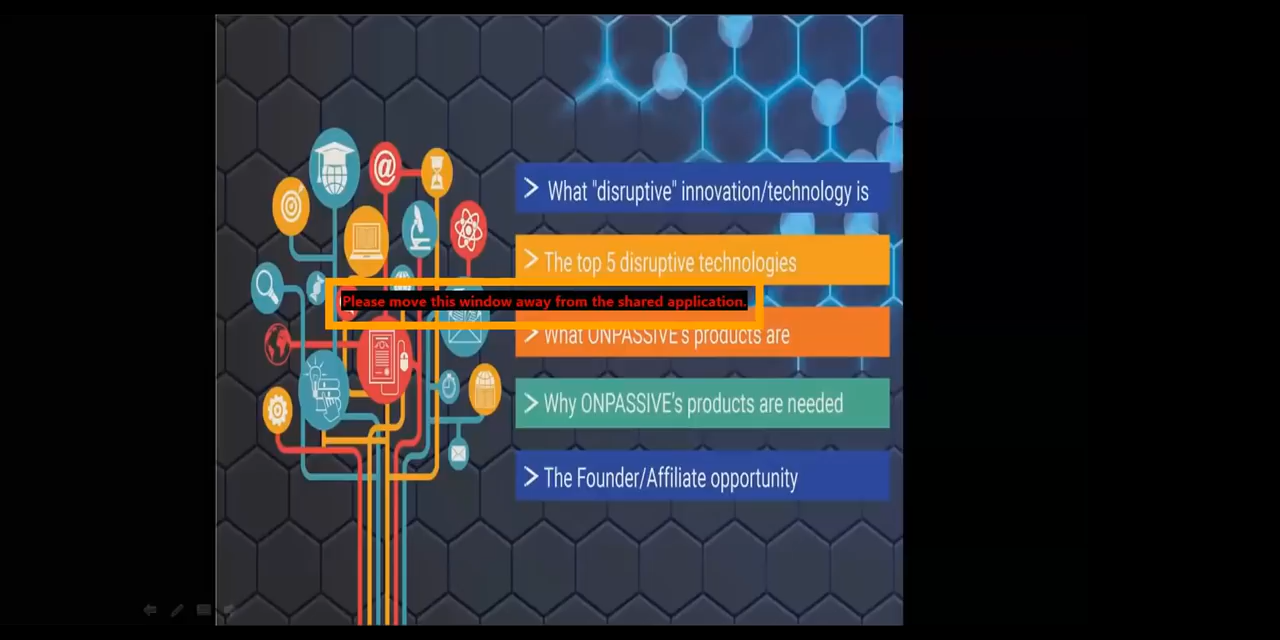 What "disruptive" innovation/technology is
The top 5 disruptive technologies
Please move this window away from the shared application.
What ONPASSIVE's products are
Why ONPASSIVE's products are needed
The Founder/Affiliate opportunity